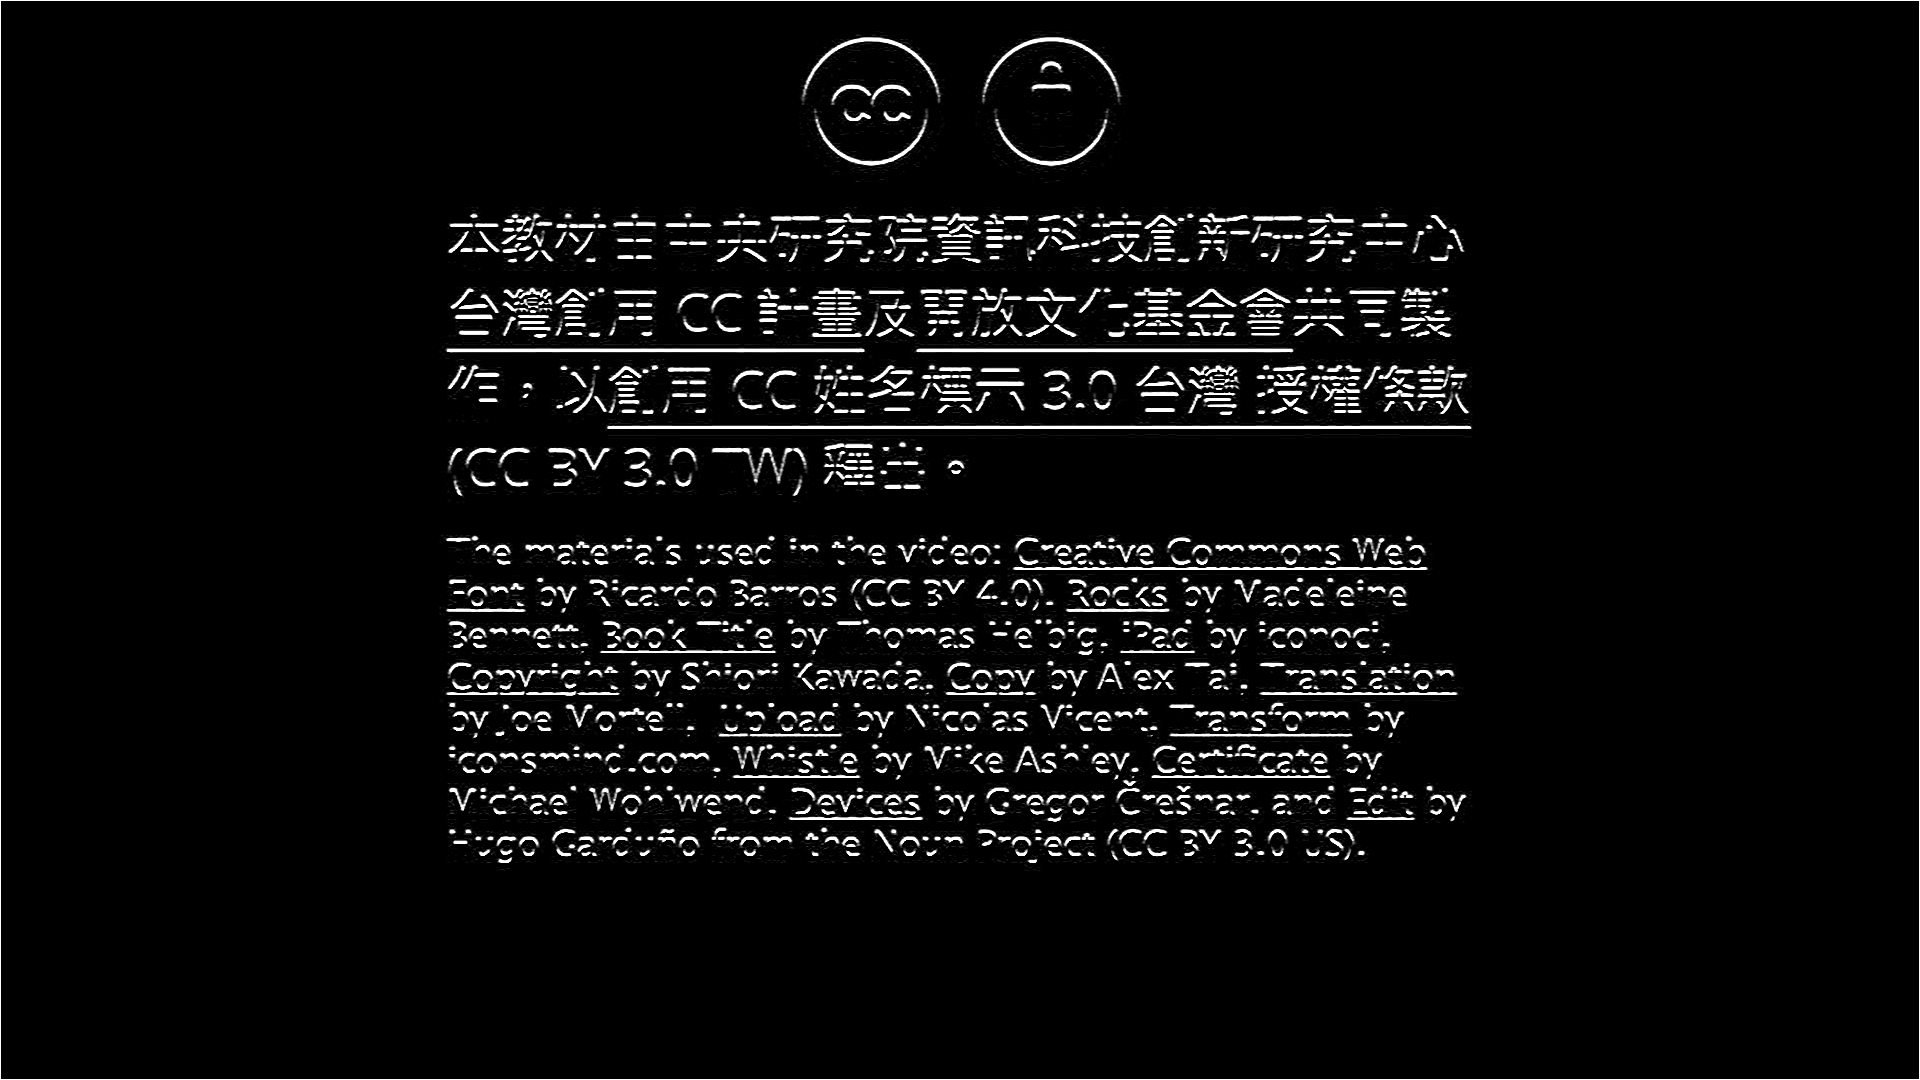 cc
本教材由中央研究院資訊科技創新研究中心
台灣創用 CC 計畫及開放文化基金會共同製
作，以創用 CC 姓名標示 3.0 台灣 授權條款
(CC BY 3.0 TW) 釋出。
The materials used in the video: Creative Commons Web
Font by Ricardo Barros (CC BY 4.0). Rocks by Madeleine
Bennett, Book Title by Thomas Helbig, iPad by iconoci,
Copyright by Shiori Kawada, Copy by Alex Tai, Translation
by Joe Mortell, Upload by Nicolas Vicent, Transform by
iconsmind.com, Whistle by Mike Ashley, Certificate by
Michael Wohlwend, Devices by Gregor Črešnar, and Edit by
Hugo Garduño from the Noun Project (CC BY 3.0 US).